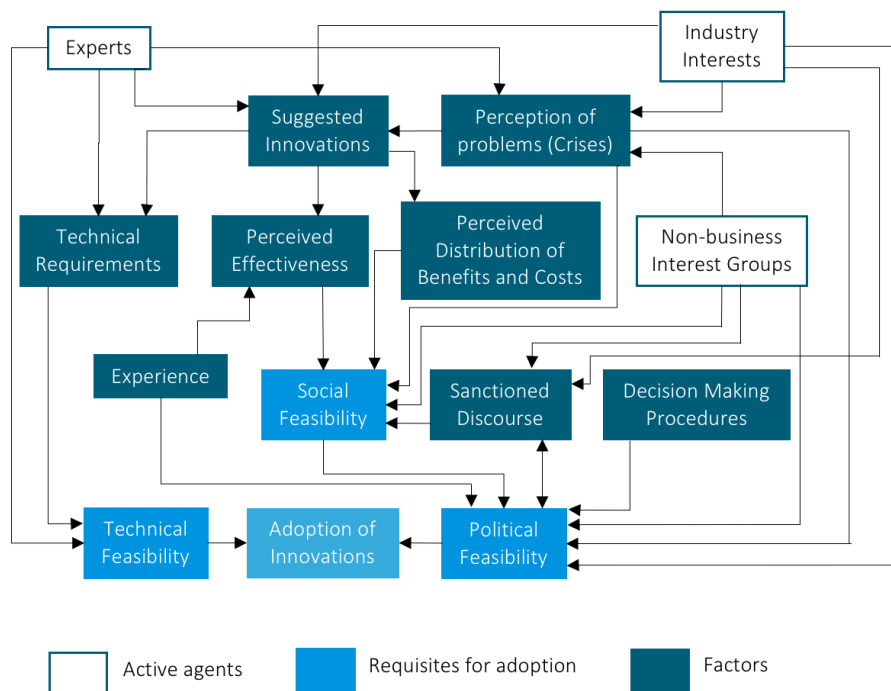 Experts
Industry
Interests
Suggested
Innovations
Perception of
problems (Crises)
Technical
Requirements
Perceived
Effectiveness
Perceived
Distribution of
Benefits and Costs
Non-business
Interest Groups
Experience
Social
Feasibility
Sanctioned
Discourse
Decision Making
Procedures
Technical
Feasibility
Adoption of
Innovations
Political
Feasibility
Active agents
Requisites for adoption
Factors